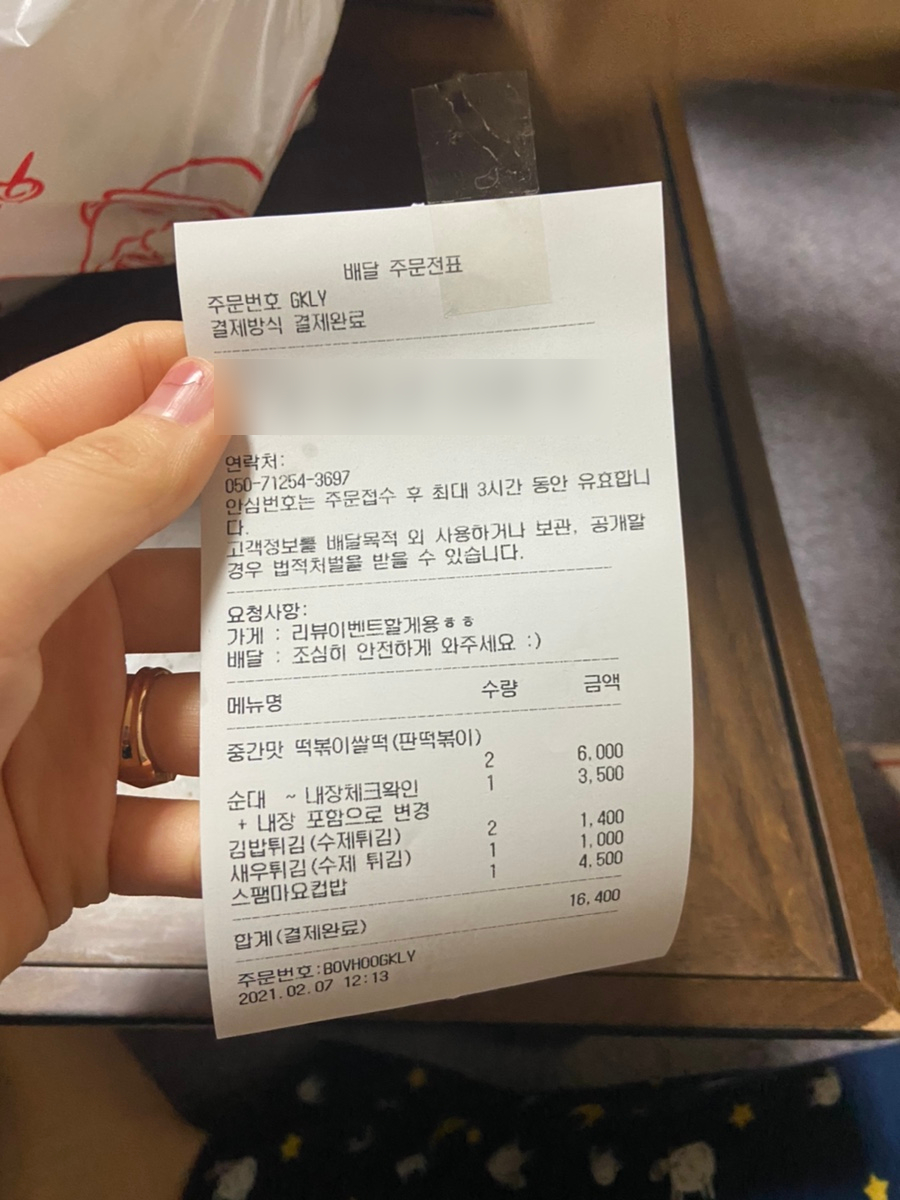 배달 주문전표
주문번호 GKLY
결제방식 결제완료
연락처:
050-71254-3697
안심번호는 주문접수 후 최대 3시간 동안 유효합니
다.
고객정보를 배달목적 외 사용하거나 보관, 공개할
경우 법적처벌을 받을 수 있습니다.
요청사항:
가게 : 리뷰이벤트할게용ㅎㅎ
배달 : 조심히 안전하게 와주세요 :)
메뉴명 수량 금액
중간맛 떡볶이쌀떡(판떡볶이) 2 6,000
순대 ~ 내장체크확인 1 3,500
+ 내장 포함으로 변경
김밥튀김(수제튀김) 2 1,400
새우튀김(수제 튀김) 1 1,000
스팸마요컵밥 1 4,500
합계(결제완료) 16,400
주문번호:B0VH00GKLY
2021.02.07 12:13